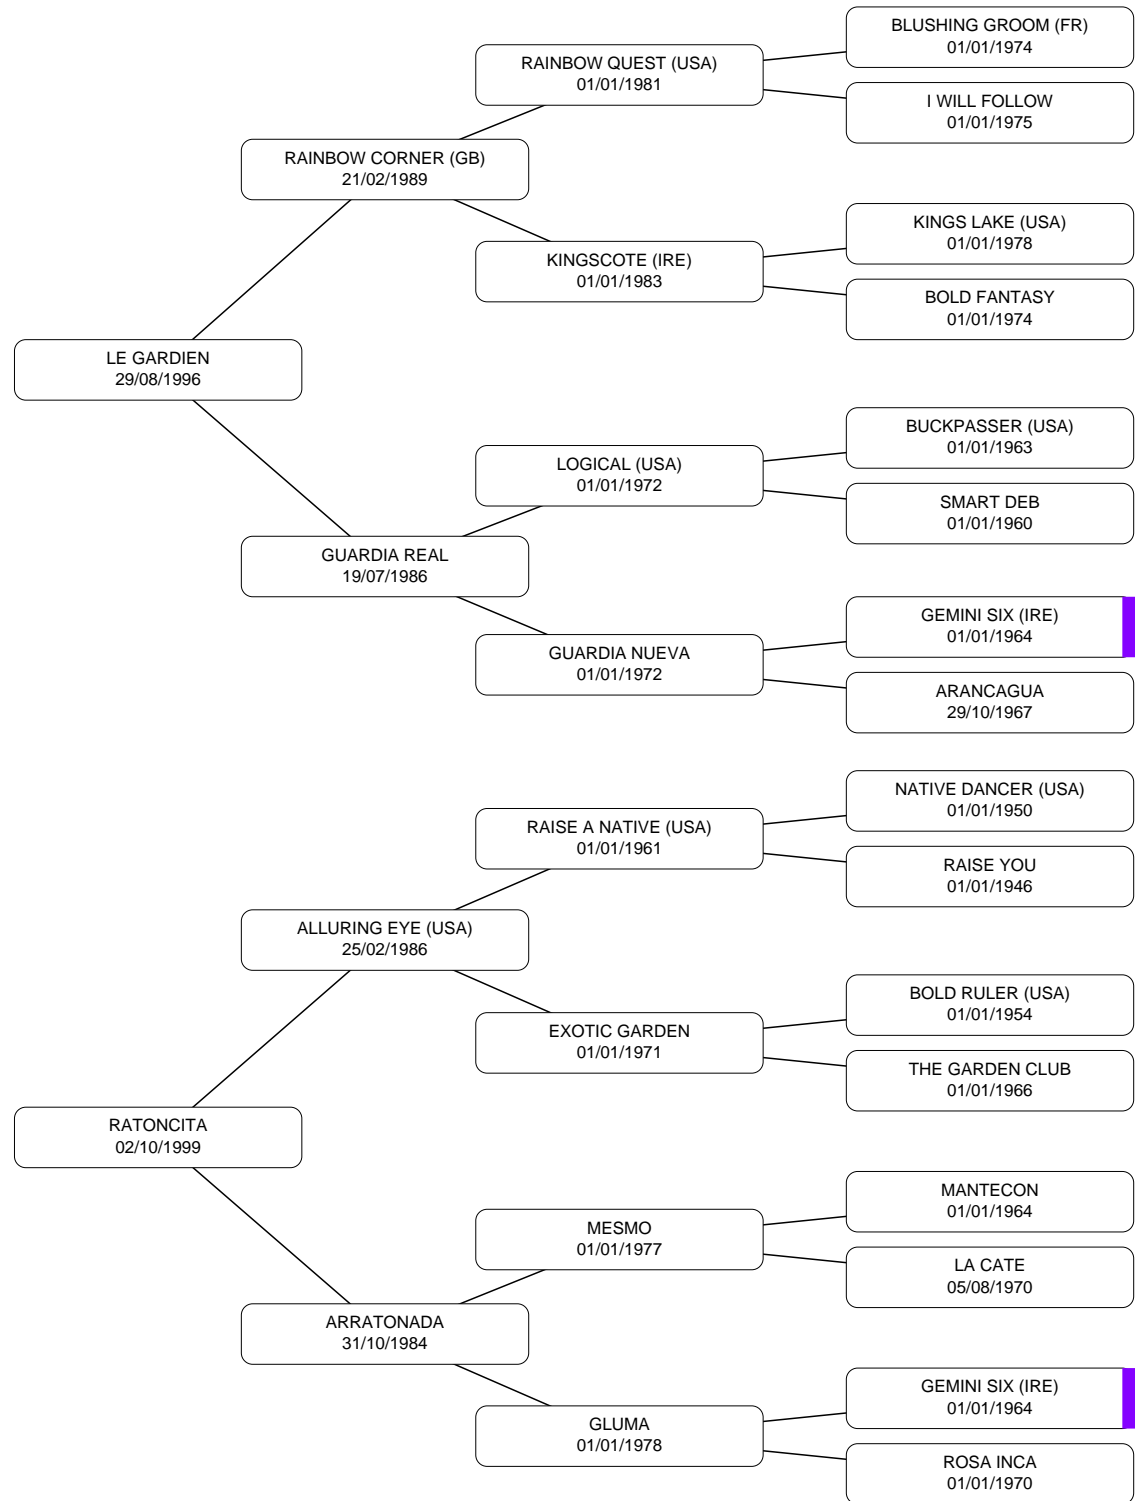 BLUSHING GROOM (FR)
01/01/1974
RAINBOW QUEST (USA)
01/01/1981
I WILL FOLLOW
01/01/1975
RAINBOW CORNER (GB)
21/02/1989
KINGS LAKE (USA)
01/01/1978
KINGSCOTE (IRE)
01/01/1983
BOLD FANTASY
01/01/1974
LE GARDIEN
29/08/1996
BUCKPASSER (USA)
01/01/1963
LOGICAL (USA)
01/01/1972
SMART DEB
01/01/1960
GUARDIA REAL
19/07/1986
GEMINI SIX (IRE)
01/01/1964
GUARDIA NUEVA
01/01/1972
ARANCAGUA
29/10/1967
NATIVE DANCER (USA)
01/01/1950
RAISE A NATIVE (USA)
01/01/1961
RAISE YOU
01/01/1946
ALLURING EYE (USA)
25/02/1986
BOLD RULER (USA)
01/01/1954
EXOTIC GARDEN
01/01/1971
THE GARDEN CLUB
01/01/1966
RATONCITA
02/10/1999
MANTECON
01/01/1964
MESMO
01/01/1977
LA CATE
05/08/1970
ARRATONADA
31/10/1984
GEMINI SIX (IRE)
01/01/1964
GLUMA
01/01/1978
ROSA INCA
01/01/1970